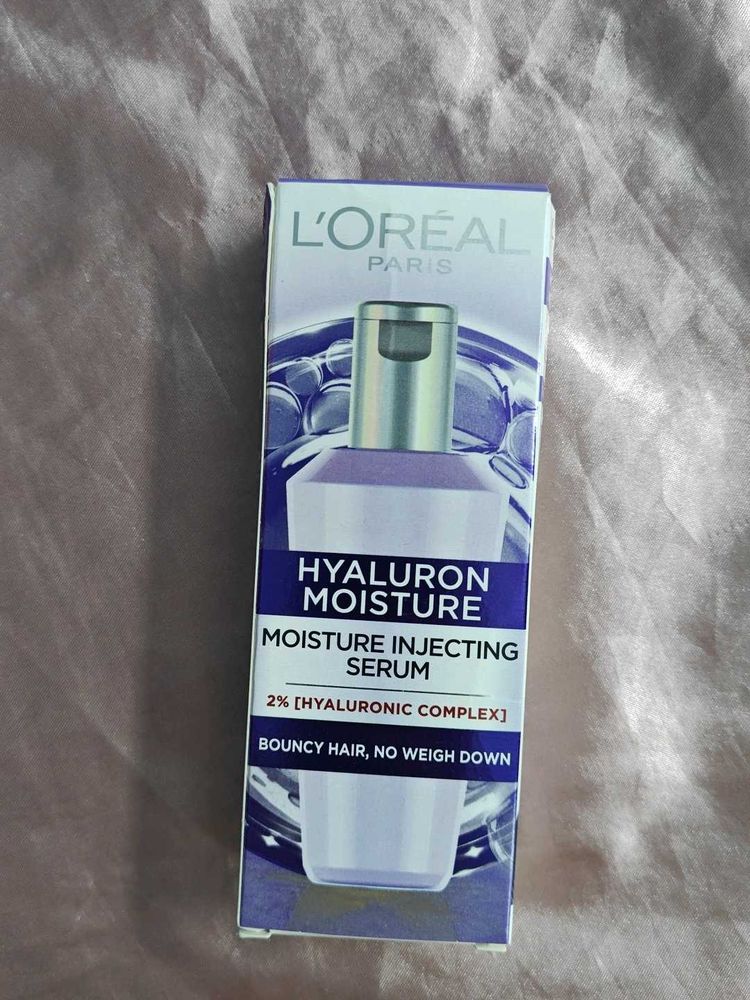 L'ORÉAL
PARIS
HYALURON
MOISTURE
MOISTURE INJECTING
SERUM
2% [HYALURONIC COMPLEX]
BOUNCY HAIR, NO WEIGH DOWN